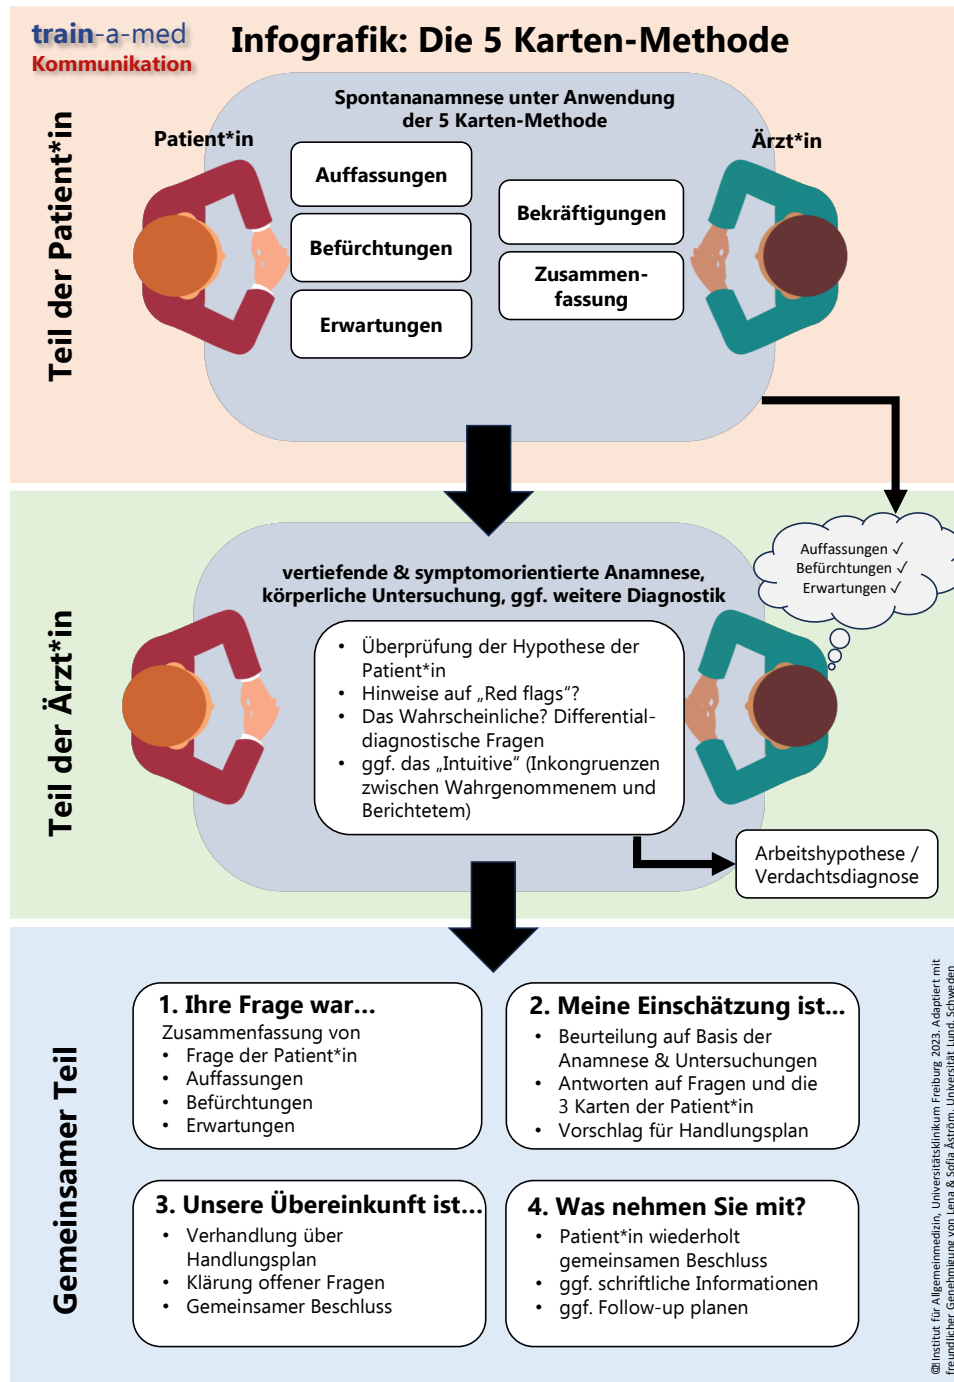 train-a-med
Kommunikation
Infografik: Die 5 Karten-Methode
Teil der Patient*in
Spontananamnese unter Anwendung
der 5 Karten-Methode
Patient*in
Ärzt*in
Auffassungen
Befürchtungen
Erwartungen
Bekräftigungen
Zusammen-
fassung
Teil der Ärzt*in
Auffassungen ✓
Befürchtungen ✓
Erwartungen ✓
vertiefende & symptomorientierte Anamnese,
körperliche Untersuchung, ggf. weitere Diagnostik
• Überprüfung der Hypothese der
Patient*in
• Hinweise auf „Red flags“?
• Das Wahrscheinliche? Differential-
diagnostische Fragen
• ggf. das „Intuitive“ (Inkongruenzen
zwischen Wahrgenommenem und
Berichtetem)
Arbeitshypothese /
Verdachtsdiagnose
Gemeinsamer Teil
1. Ihre Frage war...
Zusammenfassung von
• Frage der Patient*in
• Auffassungen
• Befürchtungen
• Erwartungen
2. Meine Einschätzung ist...
• Beurteilung auf Basis der
Anamnese & Untersuchungen
• Antworten auf Fragen und die
3 Karten der Patient*in
• Vorschlag für Handlungsplan
3. Unsere Übereinkunft ist...
• Verhandlung über
Handlungsplan
• Klärung offener Fragen
• Gemeinsamer Beschluss
4. Was nehmen Sie mit?
• Patient*in wiederholt
gemeinsamen Beschluss
• ggf. schriftliche Informationen
• ggf. Follow-up planen
© Institut für Allgemeinmedizin, Universitätsklinikum Freiburg 2023. Adaptiert mit
freundlicher Genehmigung von Lena & Sofia Åström, Universität Lund, Schweden